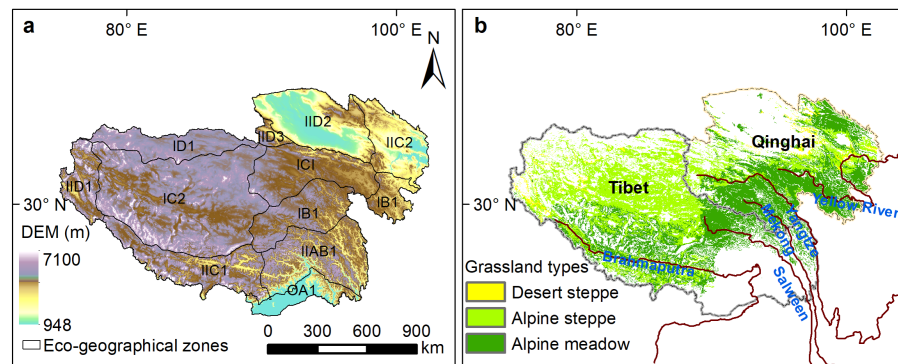 a
80° E
100° E
N
IID2
IID3
IIC2
ID1
ICI
IID1
IC2
IB1
IB1
30° N
DEM (m)
7100
948
IIAB1
IIC1
OA1
Eco-geographical zones
0 300 600 900
km
b
80° E
100° E
Qinghai
Tibet
30° N
Yellow River
Yangtze
Mekong
Salween
Brahmaputra
Grassland types
Desert steppe
Alpine steppe
Alpine meadow